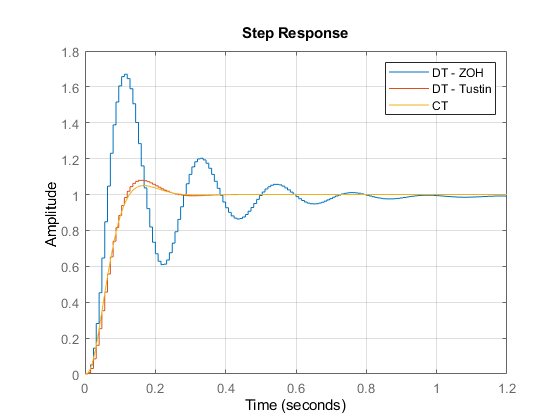 Step Response
DT - ZOH
DT - Tustin
CT
Amplitude
1.8
1.6
1.4
1.2
1
0.8
0.6
0.4
0.2
0
0 0.2 0.4 0.6 0.8 1 1.2
Time (seconds)